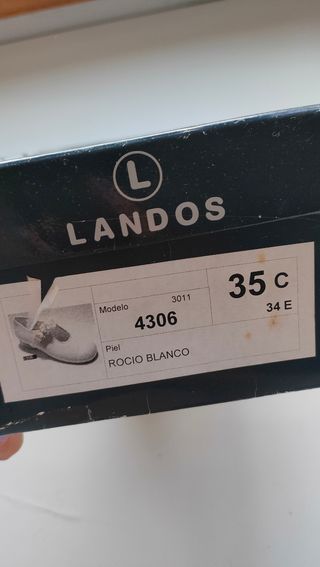 L
LANDOS
Modelo 3011
4306
35 C
34 E
Piel
ROCIO BLANCO